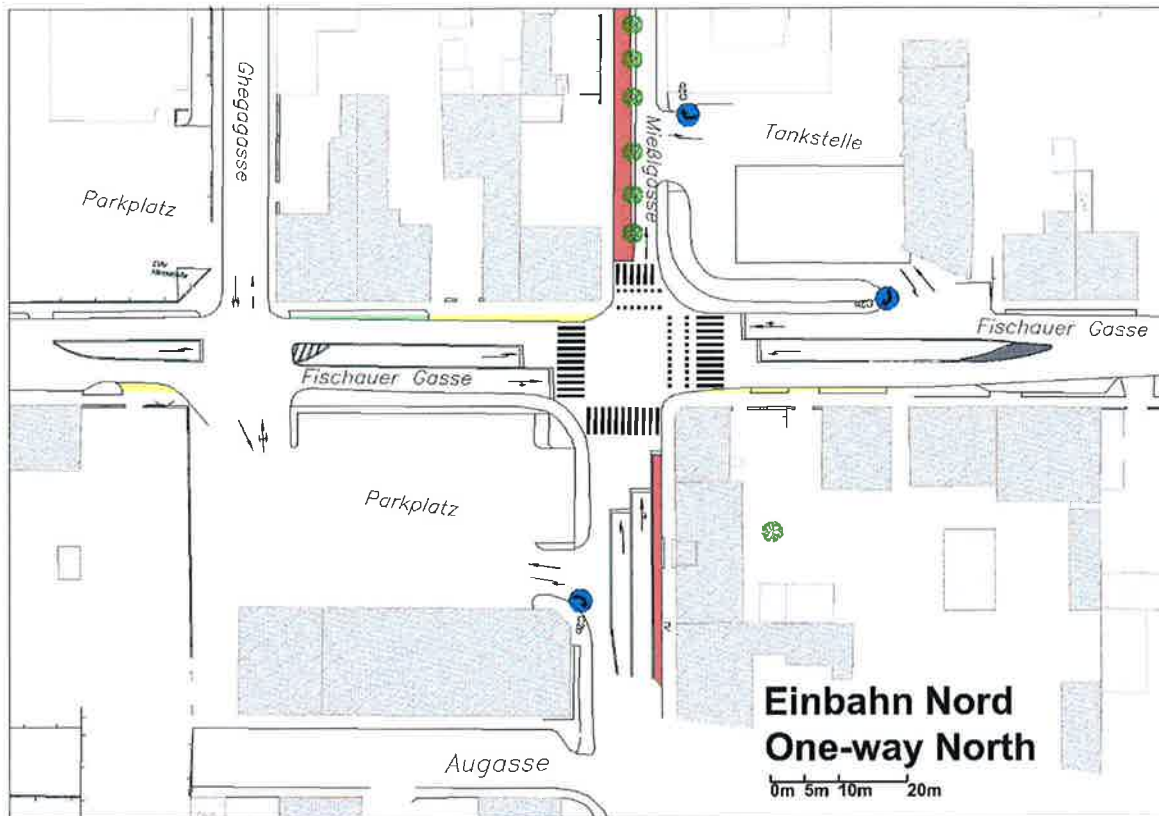 Ghegagasse
Parkplatz
Mießlgasse
Tankstelle
Fischauer Gasse
Fischauer Gasse
Parkplatz
Augasse
Einbahn Nord
One-way North
0m 5m 10m 20m